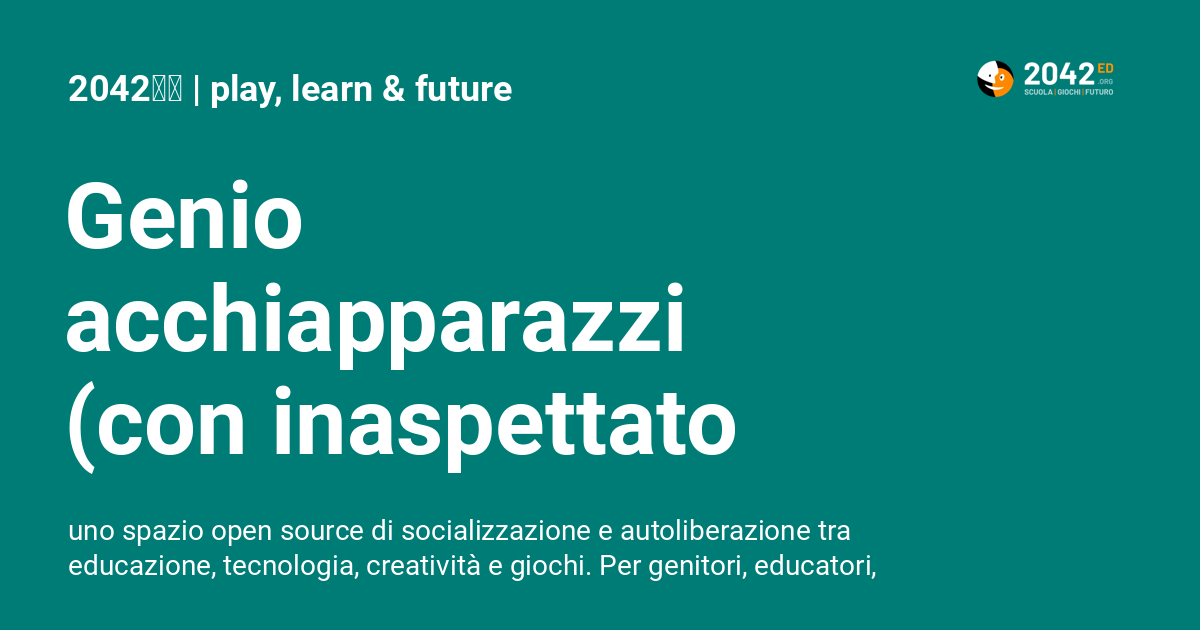 2042 | play, learn & future
2042 ED
.ORG
SCUOLA | GIOCHI | FUTURO
Genio
acchiapparazzi
(con inaspettato
uno spazio open source di socializzazione e autoliberazione tra
educazione, tecnologia, creatività e giochi. Per genitori, educatori,